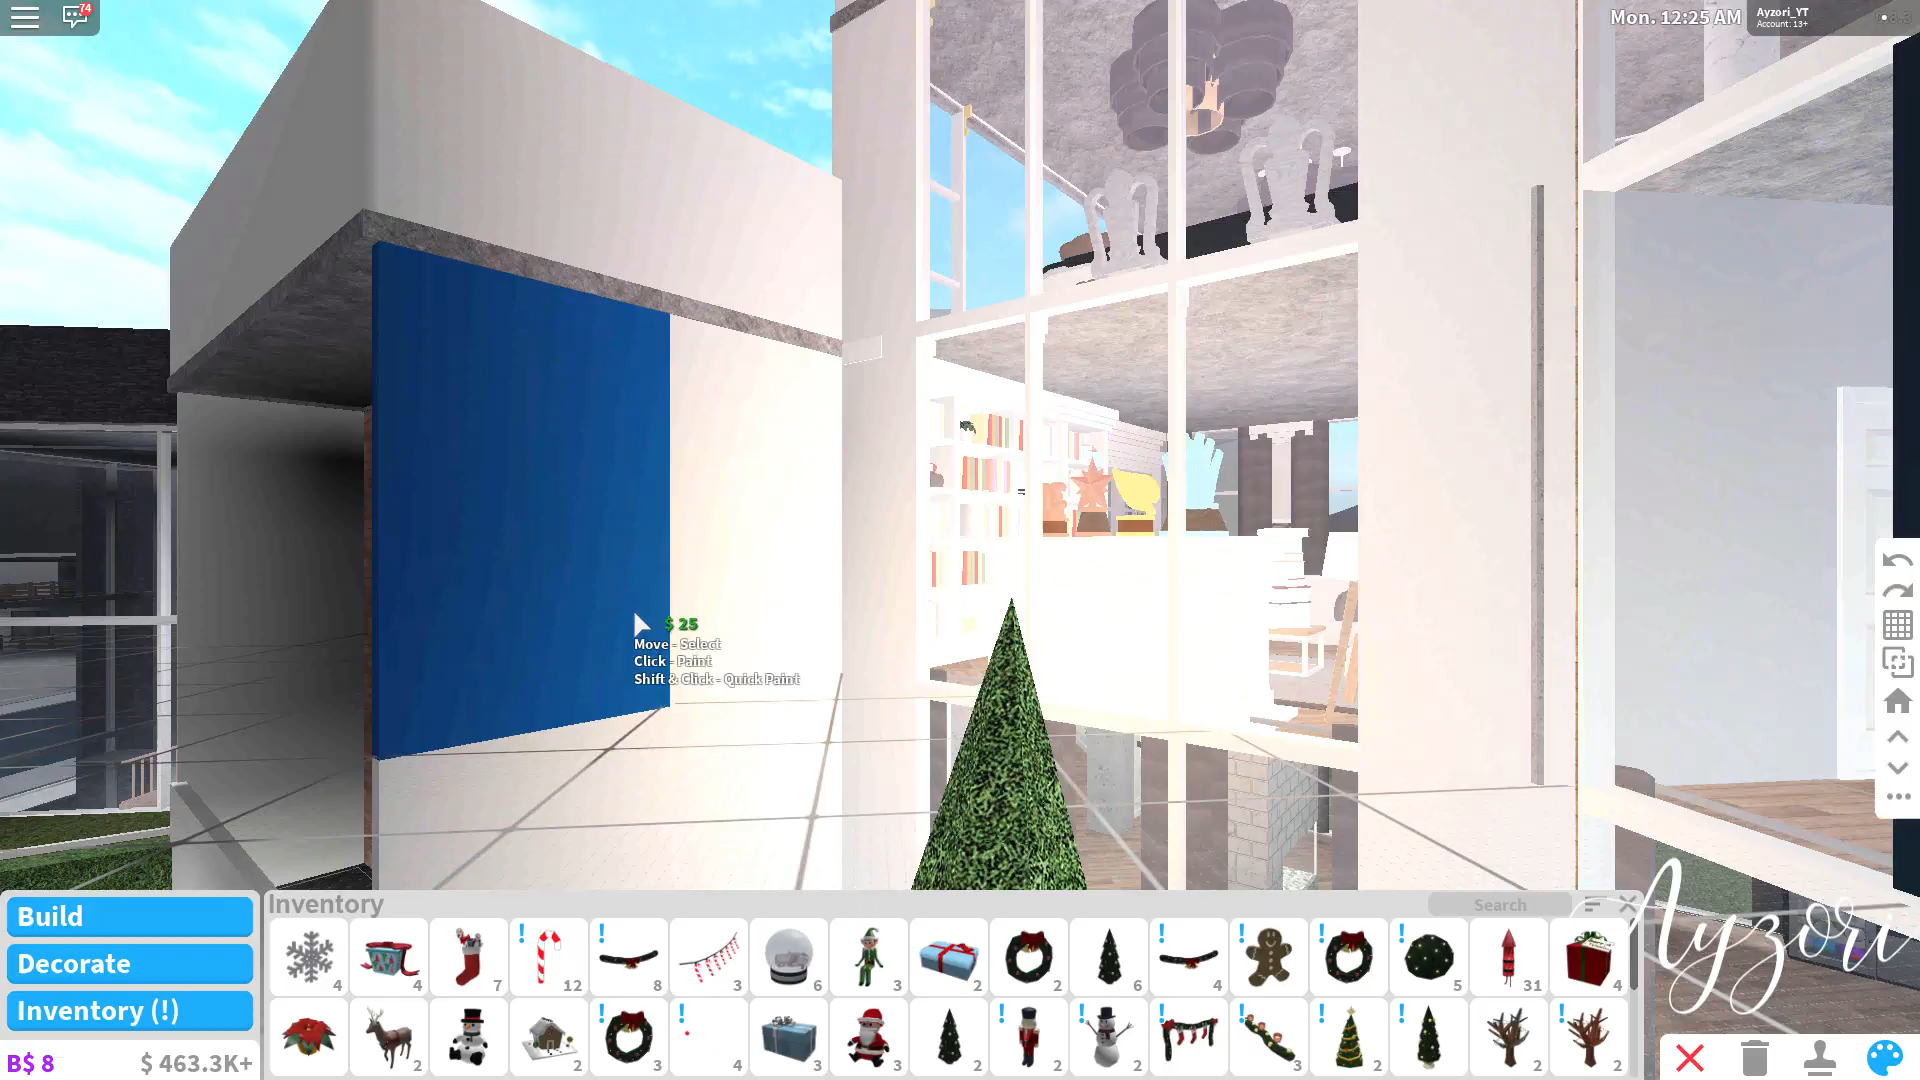 74
Mon. 12:25 AM
Ayzori_YT
Account: 13+
$ 25
Move - Select
Click - Paint
Shift & Click - Quick Paint
Build
Decorate
Inventory (!)
B$ 8
$ 463.3K+
Inventory
Search
! ! ! ! ! !
4 4 7 12 8 3 6 3 2 2 6 4 5 31 4
! ! ! ! ! ! ! ! !
2 2 3 4 3 3 2 2 2 3 2 2 2
Ayzori